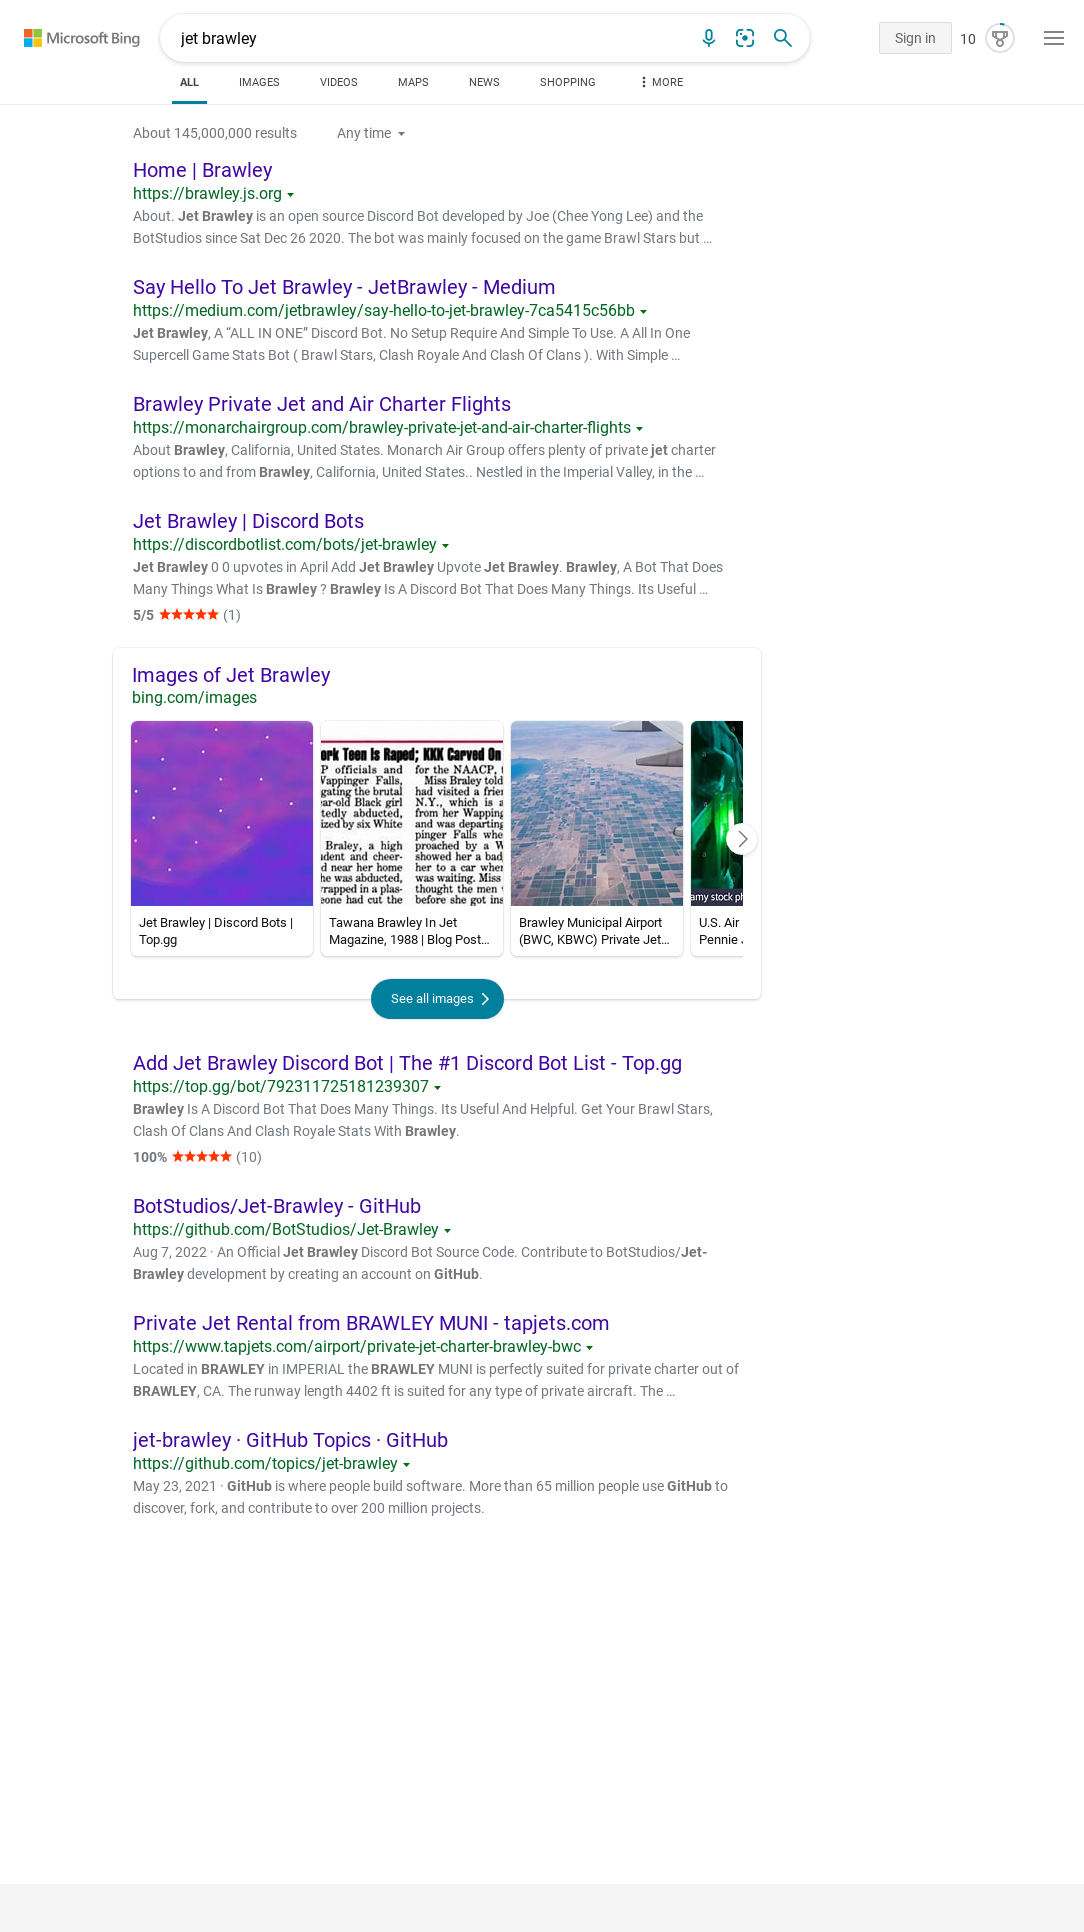 Microsoft Bing
jet brawley
Sign in
10
ALL
IMAGES
VIDEOS
MAPS
NEWS
SHOPPING
MORE
About 145,000,000 results
Any time
Home | Brawley
https://brawley.js.org
About. Jet Brawley is an open source Discord Bot developed by Joe (Chee Yong Lee) and the
BotStudios since Sat Dec 26 2020. The bot was mainly focused on the game Brawl Stars but …
Say Hello To Jet Brawley - JetBrawley - Medium
https://medium.com/jetbrawley/say-hello-to-jet-brawley-7ca5415c56bb
Jet Brawley, A “ALL IN ONE” Discord Bot. No Setup Require And Simple To Use. A All In One
Supercell Game Stats Bot ( Brawl Stars, Clash Royale And Clash Of Clans ). With Simple …
Brawley Private Jet and Air Charter Flights
https://monarchairgroup.com/brawley-private-jet-and-air-charter-flights
About Brawley, California, United States. Monarch Air Group offers plenty of private jet charter
options to and from Brawley, California, United States.. Nestled in the Imperial Valley, in the …
Jet Brawley | Discord Bots
https://discordbotlist.com/bots/jet-brawley
Jet Brawley 0 0 upvotes in April Add Jet Brawley Upvote Jet Brawley. Brawley, A Bot That Does
Many Things What Is Brawley ? Brawley Is A Discord Bot That Does Many Things. Its Useful …
5/5 (1)
Images of Jet Brawley
bing.com/images
ork Teen Is Raped; KKK Carved On
P officials and
Wappinger Falls,
gating the brutal
ear-old Black girl
tedly abducted,
ized by six White
Braley, a high
udent and cheer-
d near her home
he was abducted,
wrapped in a plas-
eone had cut the
for the NAACP, t
Miss Braley told
had visited a frien
N.Y., which is a
from her Wapping
and was departing
pinger Falls whe
proached by a W
showed her a badg
her to a car wher
was waiting. Miss
thought the men w
before she got ins
amy stock ph
Jet Brawley | Discord Bots |
Top.gg
Tawana Brawley In Jet
Magazine, 1988 | Blog Post…
Brawley Municipal Airport
(BWC, KBWC) Private Jet…
U.S. Air
Pennie J
See all images
Add Jet Brawley Discord Bot | The #1 Discord Bot List - Top.gg
https://top.gg/bot/792311725181239307
Brawley Is A Discord Bot That Does Many Things. Its Useful And Helpful. Get Your Brawl Stars,
Clash Of Clans And Clash Royale Stats With Brawley.
100% (10)
BotStudios/Jet-Brawley - GitHub
https://github.com/BotStudios/Jet-Brawley
Aug 7, 2022 · An Official Jet Brawley Discord Bot Source Code. Contribute to BotStudios/Jet-
Brawley development by creating an account on GitHub.
Private Jet Rental from BRAWLEY MUNI - tapjets.com
https://www.tapjets.com/airport/private-jet-charter-brawley-bwc
Located in BRAWLEY in IMPERIAL the BRAWLEY MUNI is perfectly suited for private charter out of
BRAWLEY, CA. The runway length 4402 ft is suited for any type of private aircraft. The …
jet-brawley · GitHub Topics · GitHub
https://github.com/topics/jet-brawley
May 23, 2021 · GitHub is where people build software. More than 65 million people use GitHub to
discover, fork, and contribute to over 200 million projects.